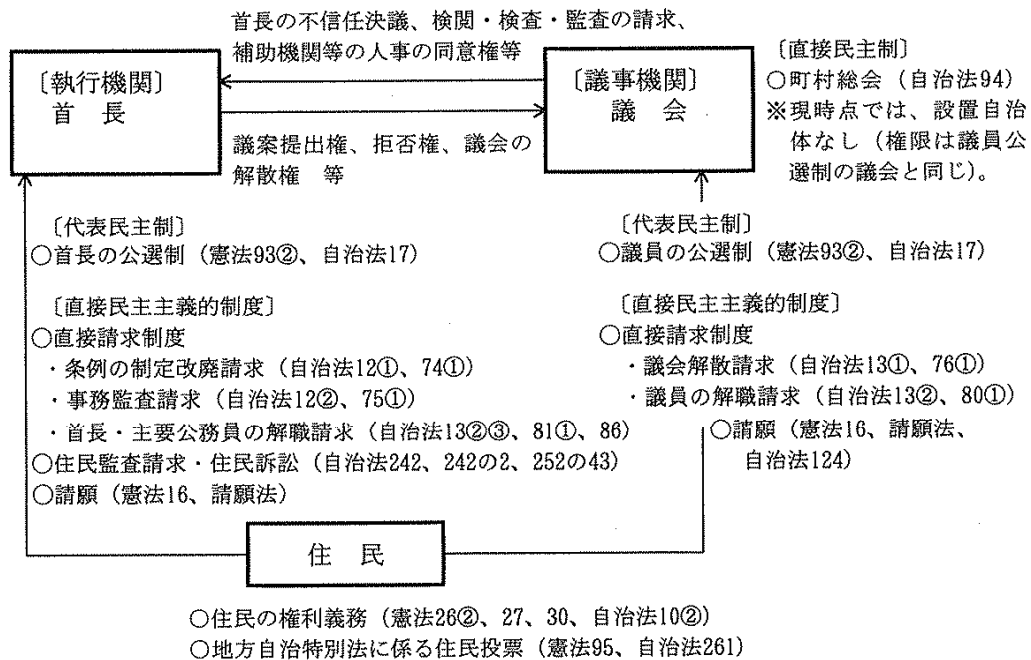 首長の不信任決議、検閲・検査・監査の請求、
補助機関等の人事の同意権等
〔執行機関〕
首 長
〔議事機関〕
議 会
議案提出権、拒否権、議会の
解散権 等
〔直接民主制〕
○町村総会（自治法94）
※現時点では、設置自治
体なし（権限は議員公
選制の議会と同じ）。
〔代表民主制〕
○首長の公選制（憲法93②、自治法17）
〔直接民主主義的制度〕
○直接請求制度
・条例の制定改廃請求（自治法12①、74①）
・事務監査請求（自治法12②、75①）
・首長・主要公務員の解職請求（自治法13②③、81①、86）
○住民監査請求・住民訴訟（自治法242、242の2、252の43）
○請願（憲法16、請願法）
〔代表民主制〕
○議員の公選制（憲法93②、自治法17）
〔直接民主主義的制度〕
○直接請求制度
・議会解散請求（自治法13①、76①）
・議員の解職請求（自治法13②、80①）
○請願（憲法16、請願法、
自治法124）
住 民
○住民の権利義務（憲法26②、27、30、自治法10②）
○地方自治特別法に係る住民投票（憲法95、自治法261）